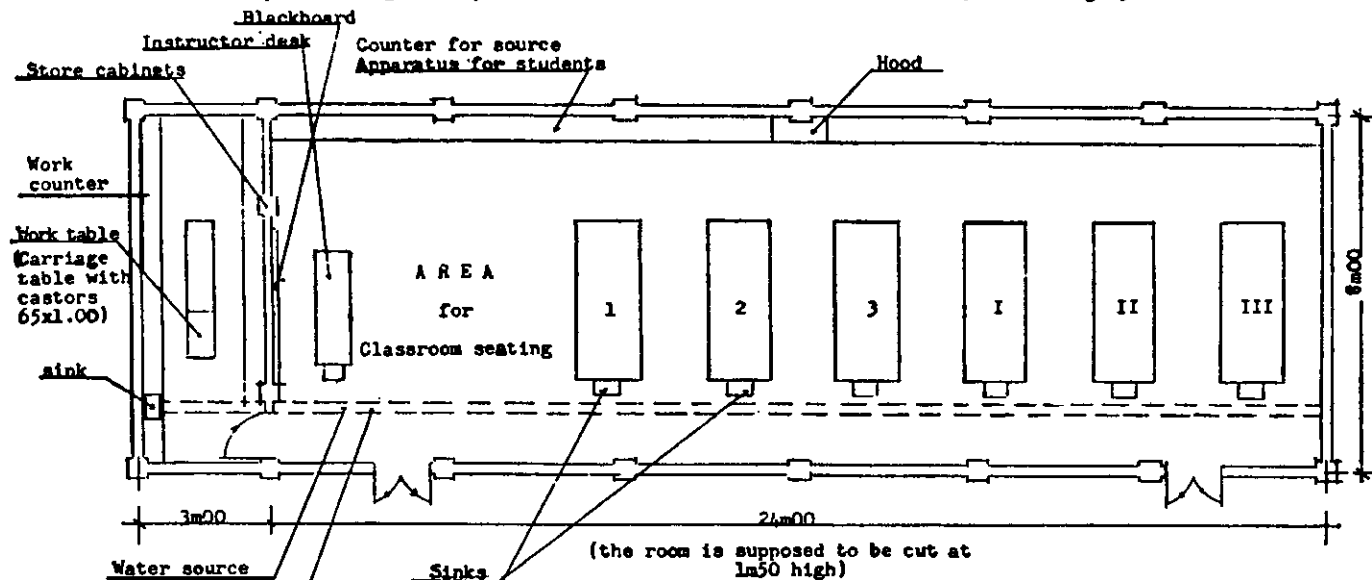 Blackboard
Instructor desk
Store cabinets
Counter for source
Apparatus for students
Hood
Work
counter
Work table
(Carriage
table with
castors
65x1.00)
sink
A R E A
for
Classroom seating
1
2
3
I
II
III
8m00
3m00
24m00
(the room is supposed to be cut at
1m50 high)
Water source
Sinks